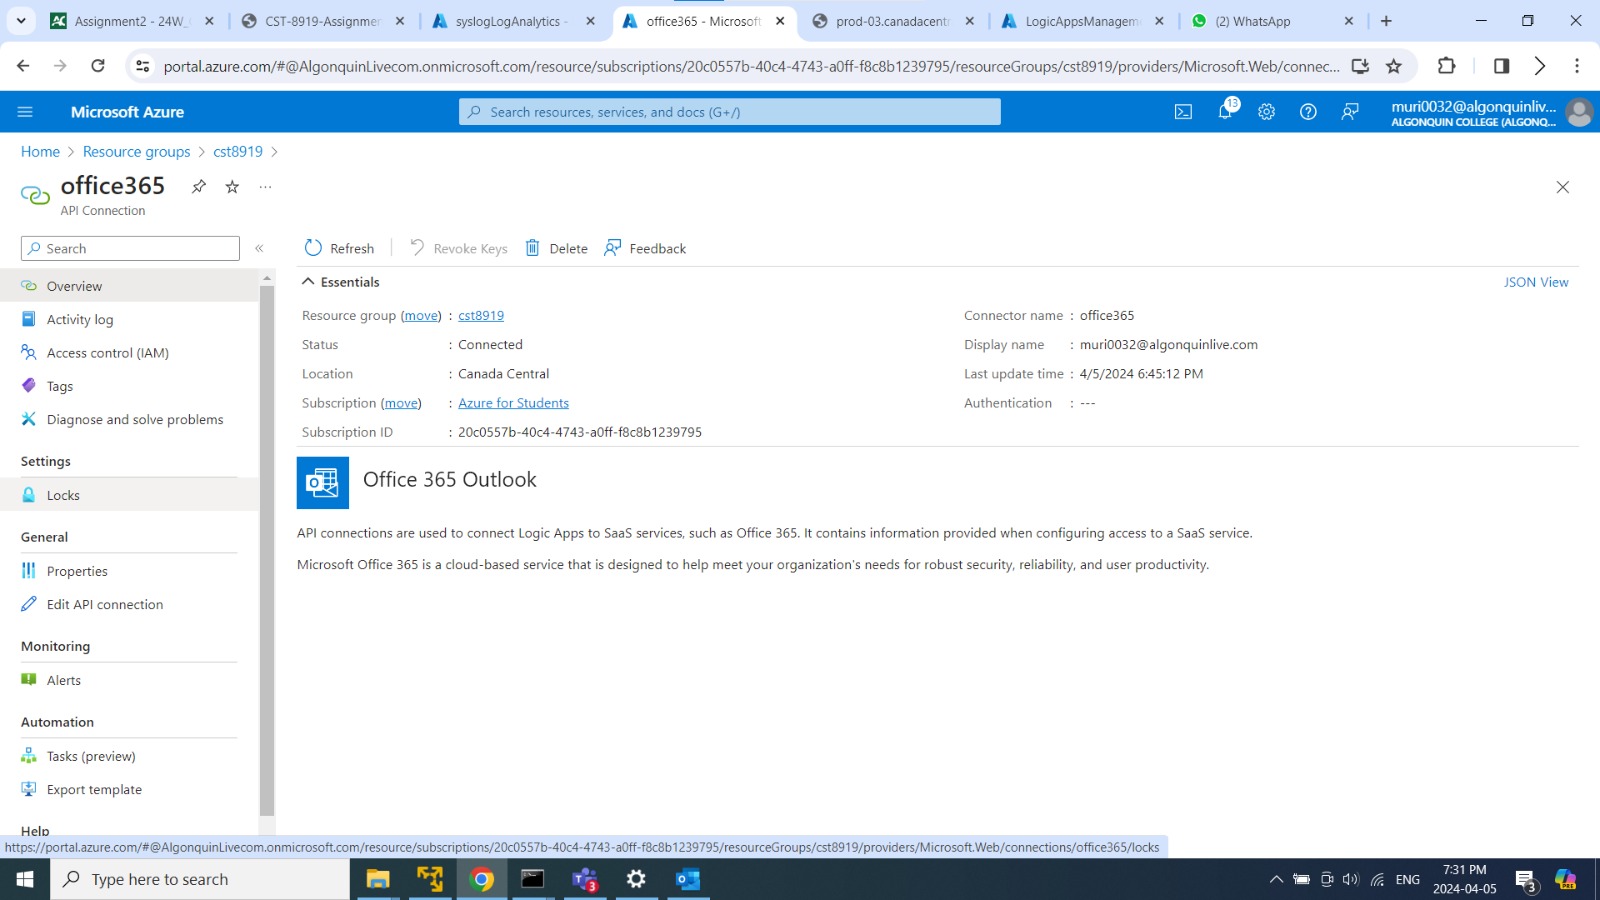 Assignment2 - 24W_
CST-8919-Assignmen
syslogLogAnalytics -
office365 - Microsoft
prod-03.canadacentr
LogicAppsManagem
(2) WhatsApp
portal.azure.com/#@AlgonquinLivecom.onmicrosoft.com/resource/subscriptions/20c0557b-40c4-4743-a0ff-f8c8b1239795/resourceGroups/cst8919/providers/Microsoft.Web/connec...
Microsoft Azure
Search resources, services, and docs (G+/)
13
muri0032@algonquinliv...
ALGONQUIN COLLEGE (ALGONQ...
Home > Resource groups > cst8919 >
office365
API Connection
Search
Refresh
Revoke Keys
Delete
Feedback
Overview
Activity log
Access control (IAM)
Tags
Diagnose and solve problems
Settings
Locks
General
Properties
Edit API connection
Monitoring
Alerts
Automation
Tasks (preview)
Export template
Help
Essentials
JSON View
Resource group (move) : cst8919
Status : Connected
Location : Canada Central
Subscription (move) : Azure for Students
Subscription ID : 20c0557b-40c4-4743-a0ff-f8c8b1239795
Connector name : office365
Display name : muri0032@algonquinlive.com
Last update time : 4/5/2024 6:45:12 PM
Authentication : ---
Office 365 Outlook
API connections are used to connect Logic Apps to SaaS services, such as Office 365. It contains information provided when configuring access to a SaaS service.
Microsoft Office 365 is a cloud-based service that is designed to help meet your organization's needs for robust security, reliability, and user productivity.
https://portal.azure.com/#@AlgonquinLivecom.onmicrosoft.com/resource/subscriptions/20c0557b-40c4-4743-a0ff-f8c8b1239795/resourceGroups/cst8919/providers/Microsoft.Web/connections/office365/locks
Type here to search
3
ENG
7:31 PM
2024-04-05
3
PRE